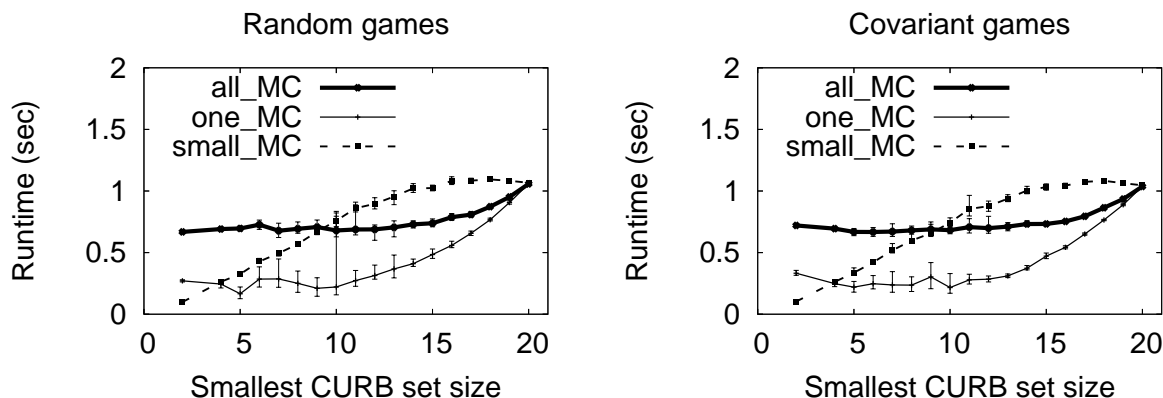 Random games
Runtime (sec)
2
1.5
1
0.5
0
all_MC
one_MC
small_MC
0 5 10 15 20
Smallest CURB set size
Covariant games
Runtime (sec)
2
1.5
1
0.5
0
all_MC
one_MC
small_MC
0 5 10 15 20
Smallest CURB set size